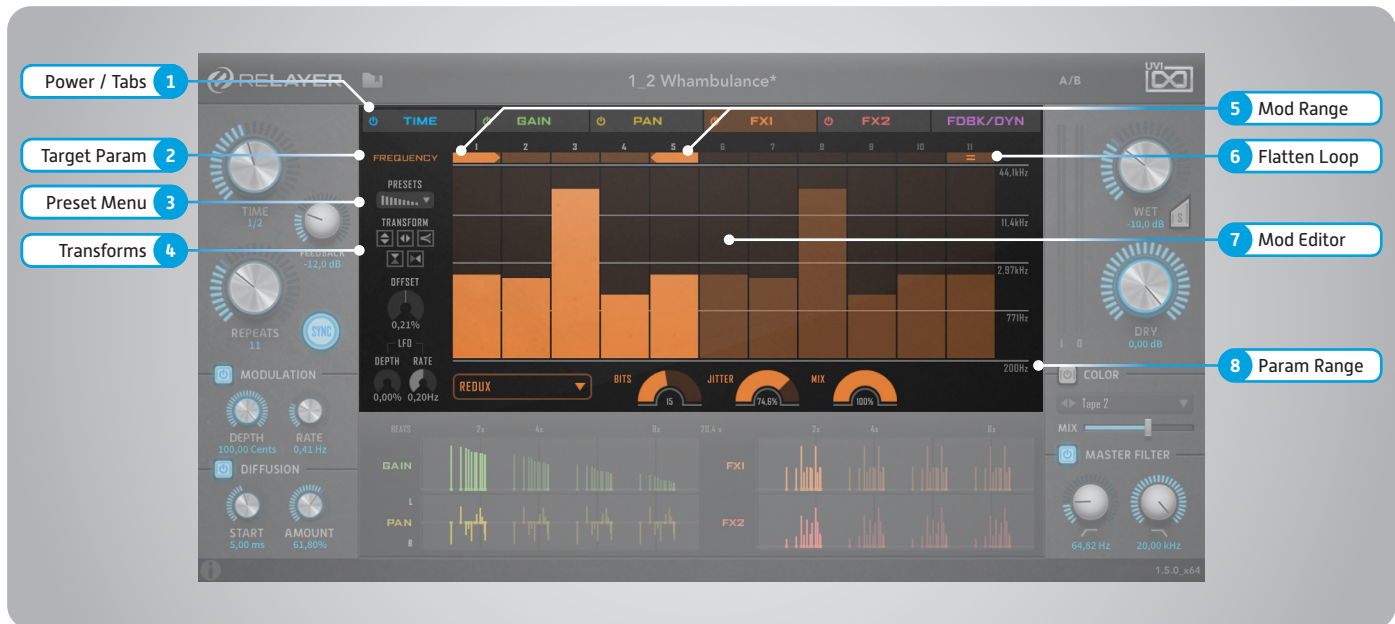 RELAYER
1_2 Whambulance*
A/B
UVI
Power / Tabs 1
Target Param 2
Preset Menu 3
Transforms 4
5 Mod Range
6 Flatten Loop
7 Mod Editor
8 Param Range
TIME GAIN PAN FX1 FX2 FDBK/DYN
FREQUENCY
1 2 3 4 5 6 7 8 9 10 11
44,1kHz
11,4kHz
2,97kHz
771Hz
200Hz
PRESETS
TRANSFORM
OFFSET
0,21%
LFO
DEPTH RATE
0,00% 0,20Hz
REDUX
BITS
15
JITTER
74,6%
MIX
100%
TIME
1/2
FEEDBACK
-12,0 dB
REPEATS
11
SYNC
MODULATION
DEPTH
100,00 Cents
RATE
0,41 Hz
DIFFUSION
START
5,00 ms
AMOUNT
61,80%
WET
-10,0 dB
S
I O
DRY
0,00 dB
COLOR
Tape 2
MIX
MASTER FILTER
64,82 Hz
20,00 kHz
BEATS 2x 4x 8x 20.4 s 2x 4x 8x
GAIN
FX1
L
PAN
R
FX2
1.5.0_x64